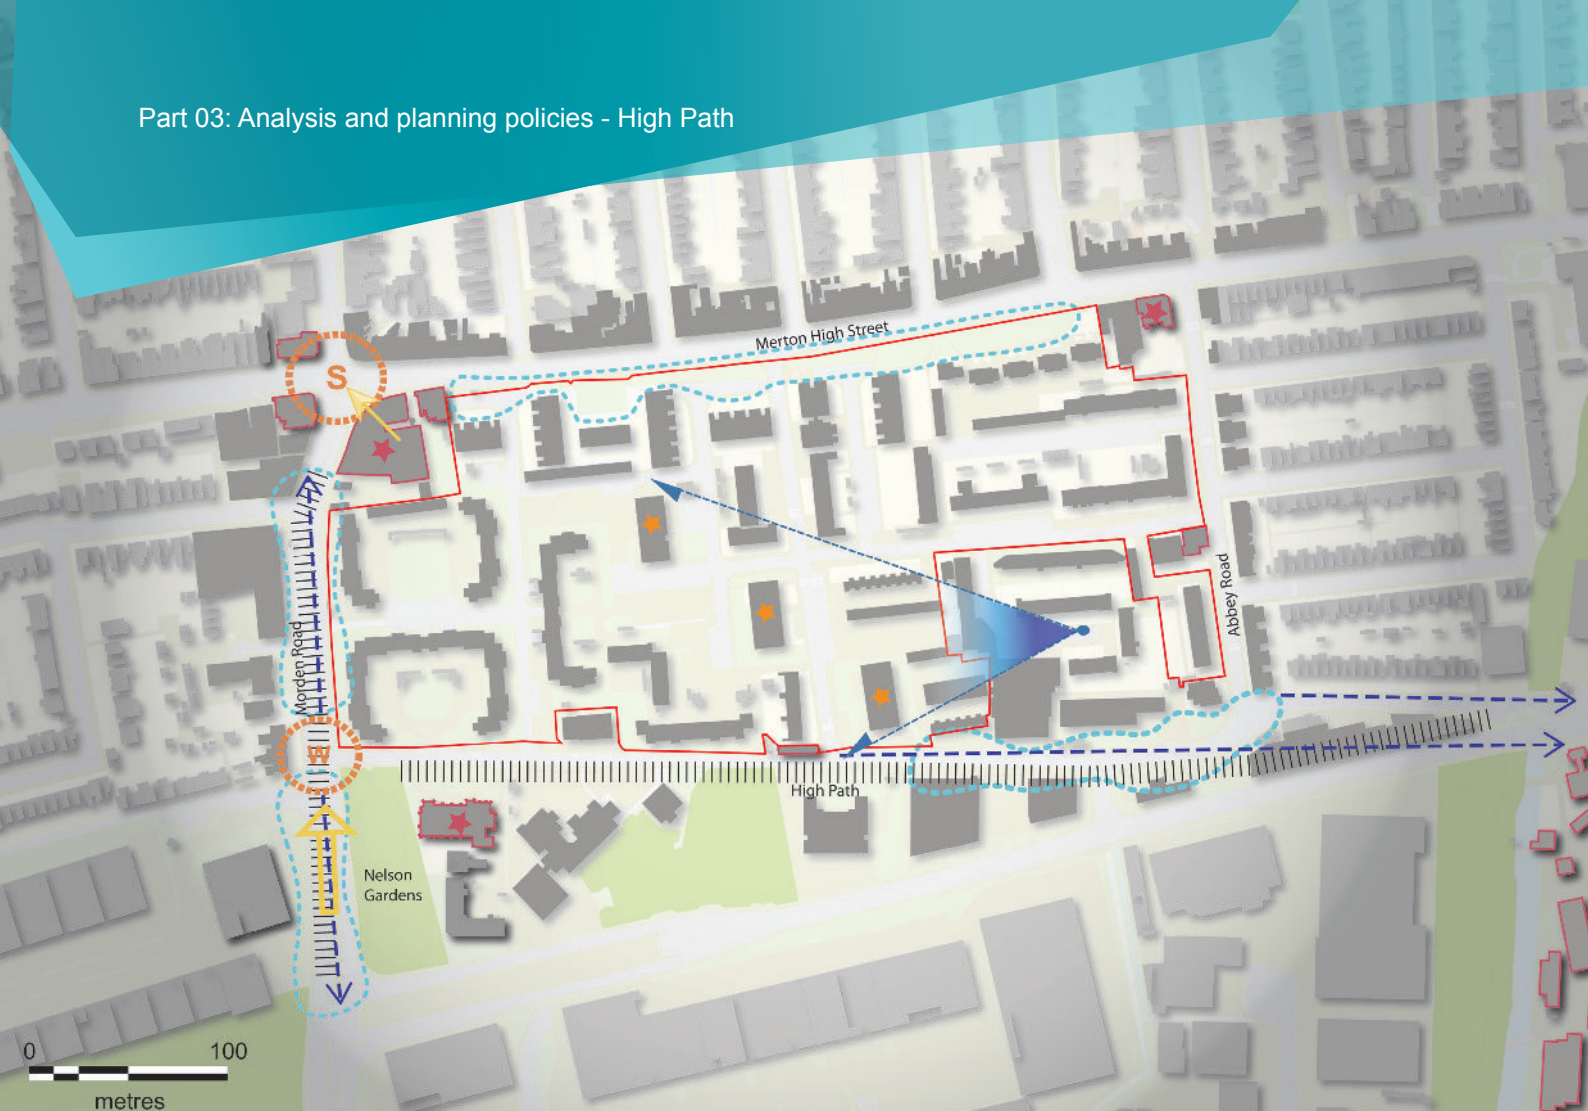 Part 03: Analysis and planning policies - High Path
Merton High Street
S
Morden Road
Abbey Road
W
High Path
Nelson
Gardens
0 100
metres